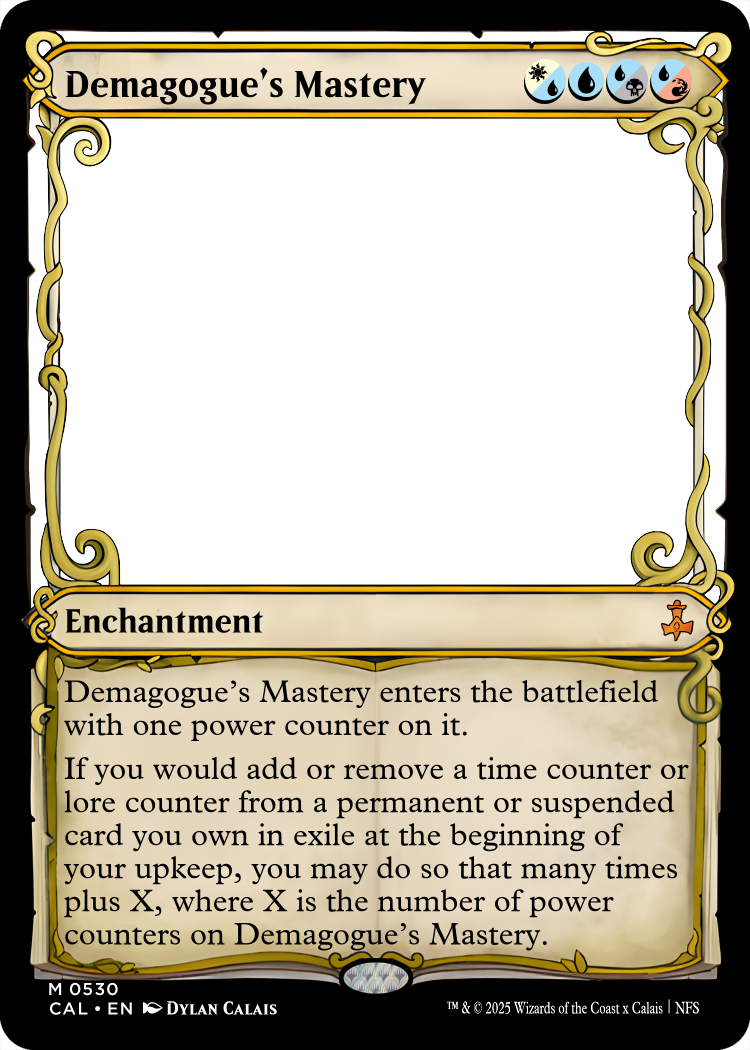 Demagogue's Mastery
Enchantment
Demagogue's Mastery enters the battlefield
with one power counter on it.
If you would add or remove a time counter or
lore counter from a permanent or suspended
card you own in exile at the beginning of
your upkeep, you may do so that many times
plus X, where X is the number of power
counters on Demagogue's Mastery.
M 0530
CAL • EN Dylan Calais
™ & © 2025 Wizards of the Coast x Calais | NFS